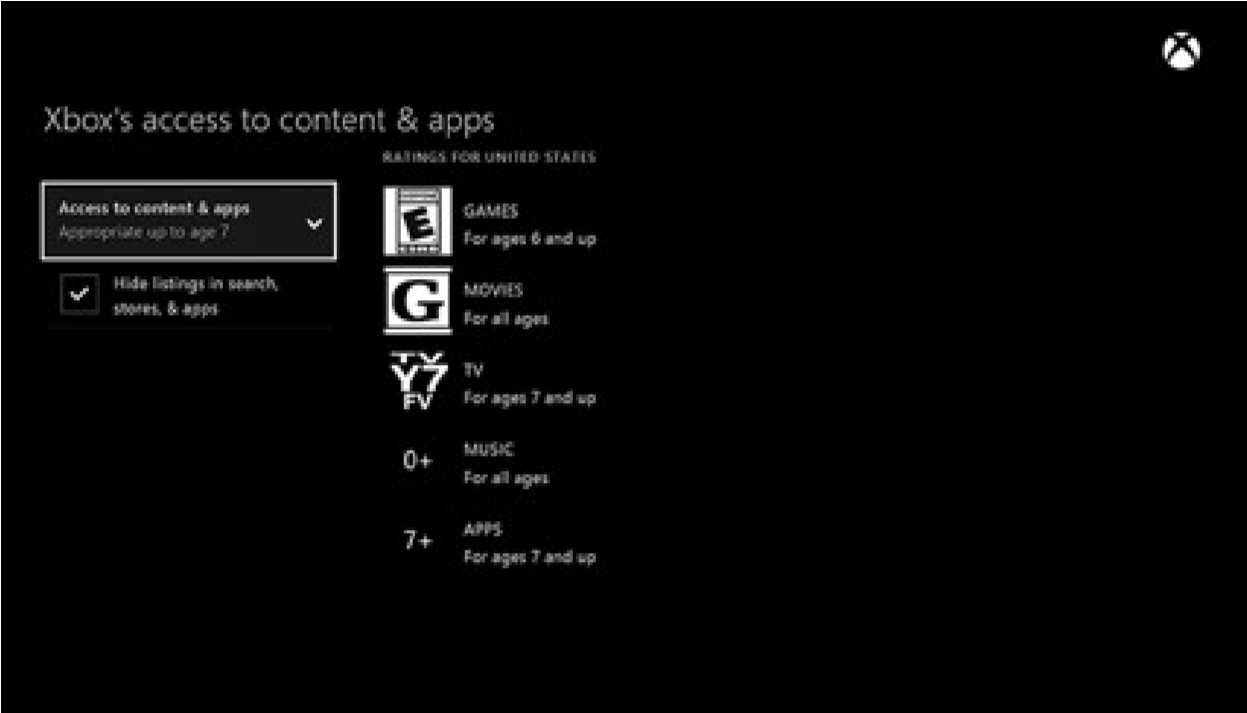 Xbox's access to content & apps
RATINGS FOR UNITED STATES
Access to content & apps
Appropriate up to age 7
Hide listings in search,
stores, & apps
E
GAMES
For ages 6 and up
G
MOVIES
For all ages
TV
Y7
FV
TV
For ages 7 and up
0+
MUSIC
For all ages
7+
APPS
For ages 7 and up